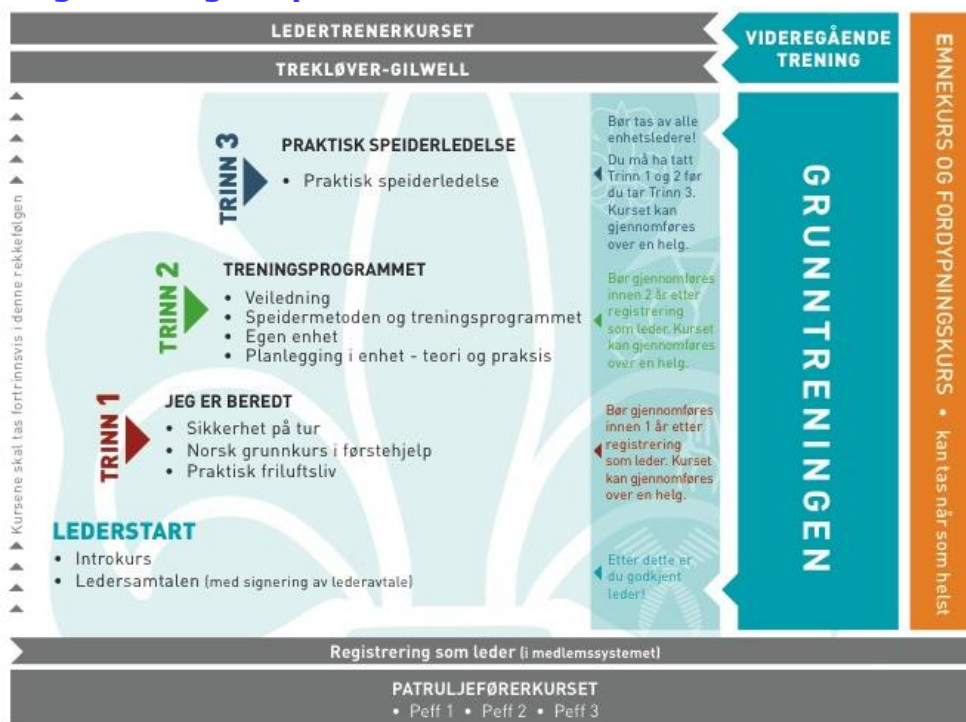 LEDERTRENERKURSET
TREKLØVER-GILWELL
VIDEREGÅENDE
TRENING
EMNEKURS OG FORDYPNINGSKURS • kan tas når som helst
GRUNNTRENINGEN
Kursene skal tas fortrinnsvis i denne rekkefølgen
TRINN 3
PRAKTISK SPEIDERLEDELSE
• Praktisk speiderledelse
Bør tas av alle
enhetsledere!
Du må ha tatt
Trinn 1 og 2 før
du tar Trinn 3.
Kurset kan
gjennomføres
over en helg.
TRINN 2
TRENINGSPROGRAMMET
• Veiledning
• Speidermetoden og treningsprogrammet
• Egen enhet
• Planlegging i enhet - teori og praksis
Bør gjennomføres
innen 2 år etter
registrering
som leder. Kurset
kan gjennomføres
over en helg.
TRINN 1
JEG ER BEREDT
• Sikkerhet på tur
• Norsk grunnkurs i førstehjelp
• Praktisk friluftsliv
Bør gjennomføres
innen 1 år etter
registrering
som leder. Kurset
kan gjennomføres
over en helg.
LEDERSTART
• Introkurs
• Ledersamtalen (med signering av lederavtale)
Etter dette er
du godkjent
leder!
Registrering som leder (i medlemssystemet)
PATRULJEFØRERKURSET
• Peff 1 • Peff 2 • Peff 3